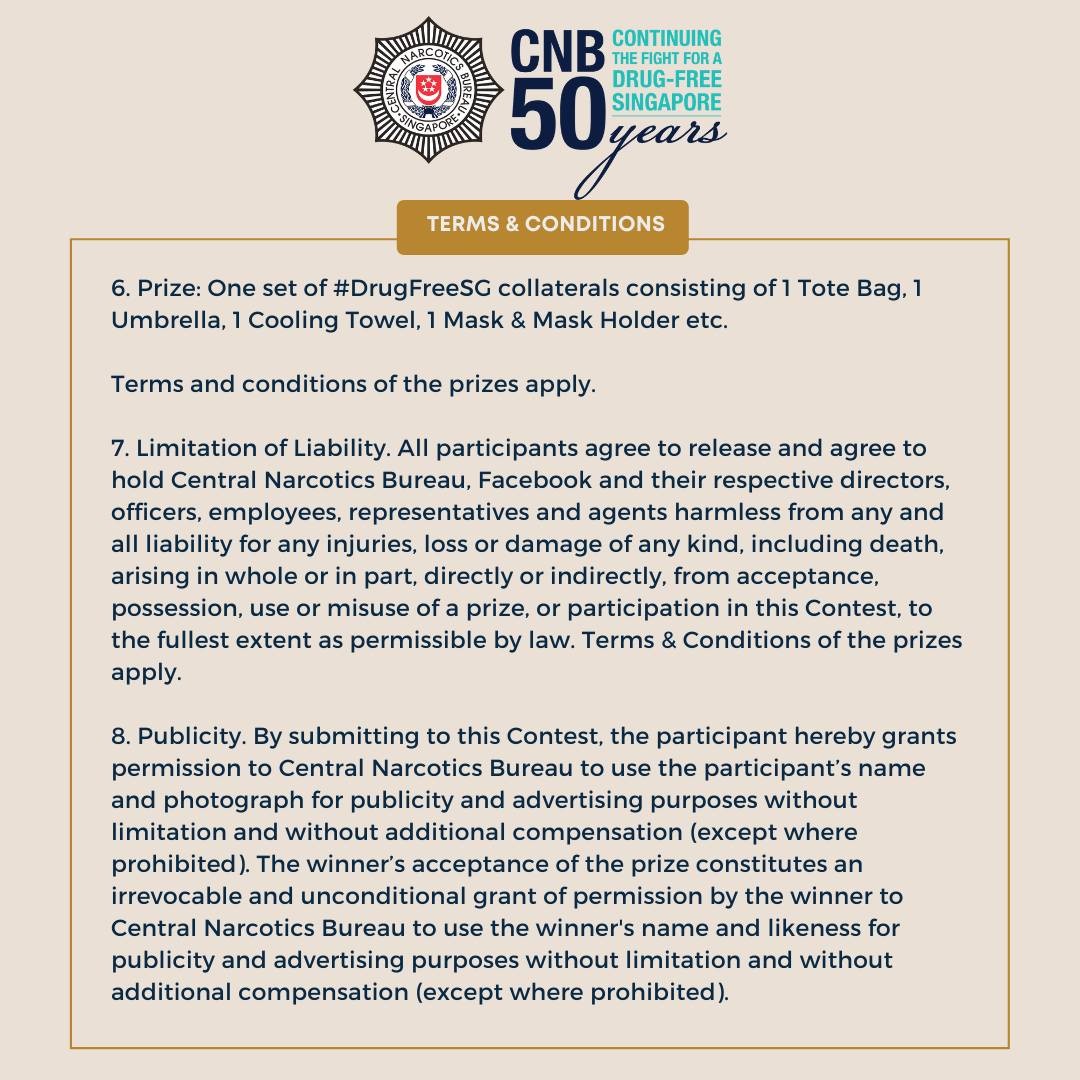 CENTRAL NARCOTICS BUREAU
SINGAPORE
CNB
50
years
CONTINUING
THE FIGHT FOR A
DRUG-FREE
SINGAPORE
TERMS & CONDITIONS
6. Prize: One set of #DrugFreeSG collaterals consisting of 1 Tote Bag, 1
Umbrella, 1 Cooling Towel, 1 Mask & Mask Holder etc.
Terms and conditions of the prizes apply.
7. Limitation of Liability. All participants agree to release and agree to
hold Central Narcotics Bureau, Facebook and their respective directors,
officers, employees, representatives and agents harmless from any and
all liability for any injuries, loss or damage of any kind, including death,
arising in whole or in part, directly or indirectly, from acceptance,
possession, use or misuse of a prize, or participation in this Contest, to
the fullest extent as permissible by law. Terms & Conditions of the prizes
apply.
8. Publicity. By submitting to this Contest, the participant hereby grants
permission to Central Narcotics Bureau to use the participant’s name
and photograph for publicity and advertising purposes without
limitation and without additional compensation (except where
prohibited). The winner’s acceptance of the prize constitutes an
irrevocable and unconditional grant of permission by the winner to
Central Narcotics Bureau to use the winner's name and likeness for
publicity and advertising purposes without limitation and without
additional compensation (except where prohibited).